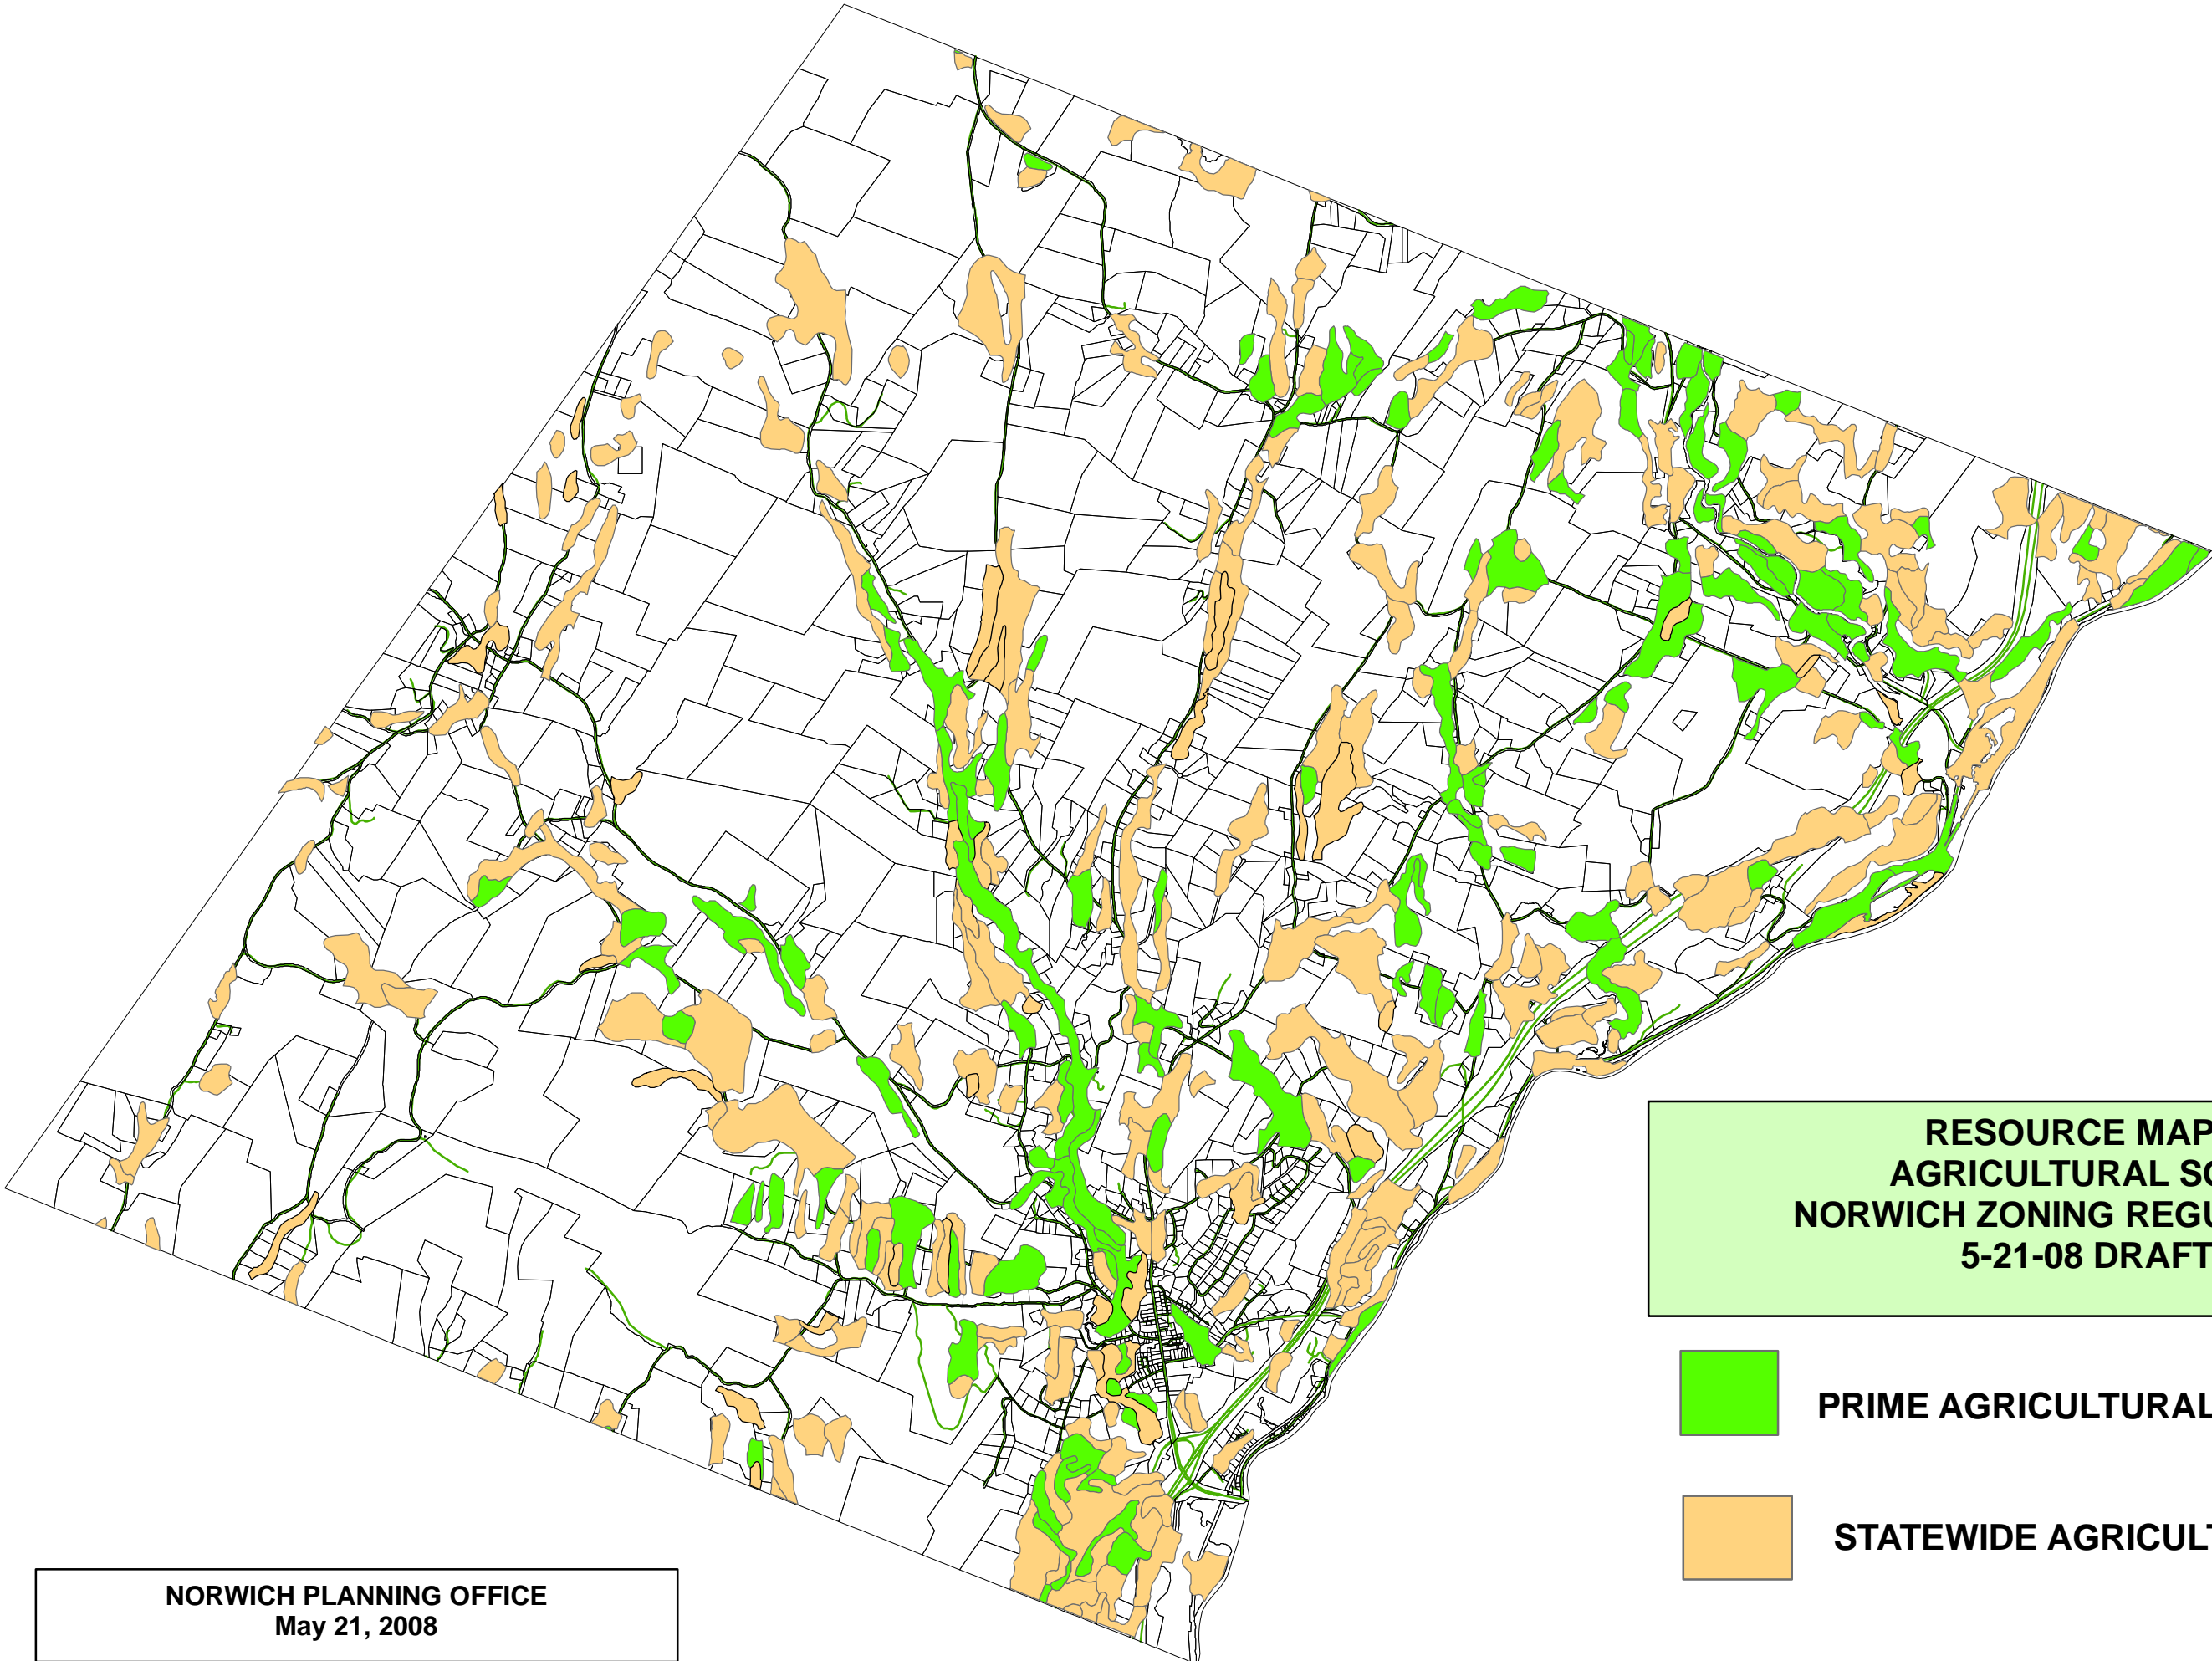 RESOURCE MAP
AGRICULTURAL SO
NORWICH ZONING REGU
5-21-08 DRAFT
PRIME AGRICULTURAL
STATEWIDE AGRICULT
NORWICH PLANNING OFFICE
May 21, 2008